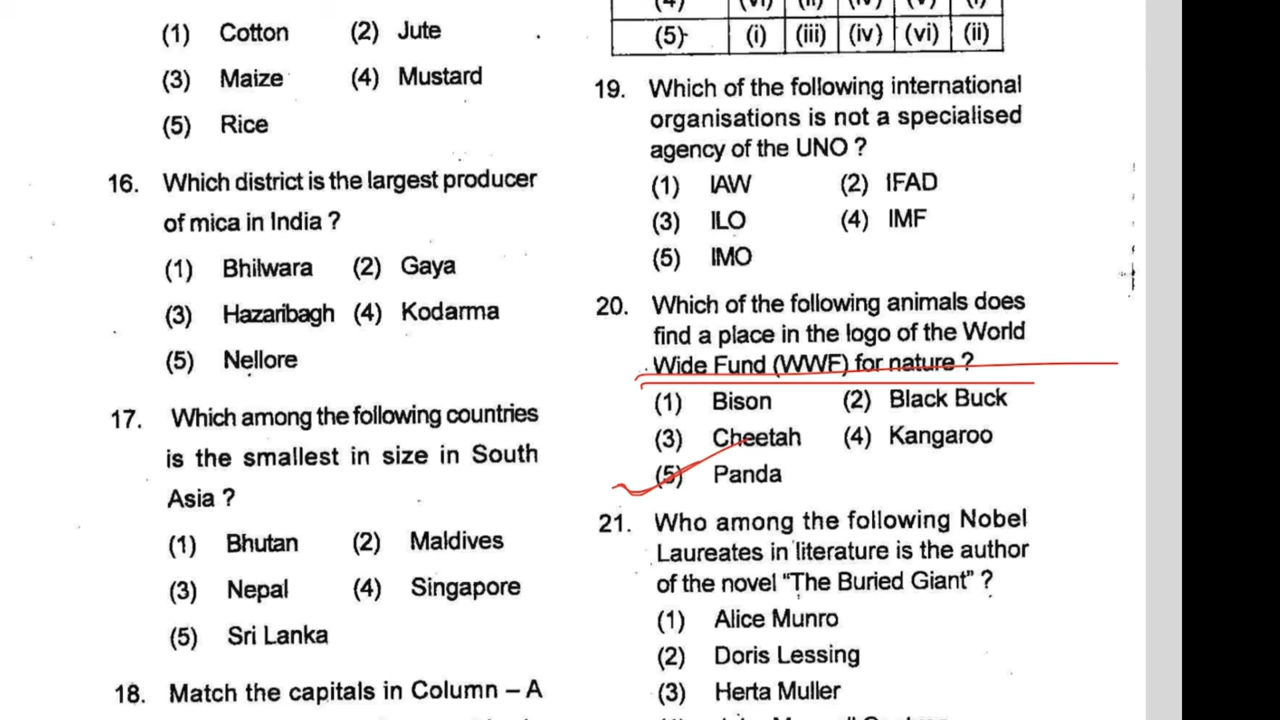 (1) Cotton (2) Jute
(3) Maize (4) Mustard
(5) Rice
16. Which district is the largest producer
of mica in India ?
(1) Bhilwara (2) Gaya
(3) Hazaribagh (4) Kodarma
(5) Nellore
17. Which among the following countries
is the smallest in size in South
Asia ?
(1) Bhutan (2) Maldives
(3) Nepal (4) Singapore
(5) Sri Lanka
18. Match the capitals in Column – A
(5) (i) (iii) (iv) (vi) (ii)
19. Which of the following international
organisations is not a specialised
agency of the UNO ?
(1) IAW (2) IFAD
(3) ILO (4) IMF
(5) IMO
20. Which of the following animals does
find a place in the logo of the World
Wide Fund (WWF) for nature ?
(1) Bison (2) Black Buck
(3) Cheetah (4) Kangaroo
(5) Panda
21. Who among the following Nobel
Laureates in literature is the author
of the novel "The Buried Giant" ?
(1) Alice Munro
(2) Doris Lessing
(3) Herta Muller